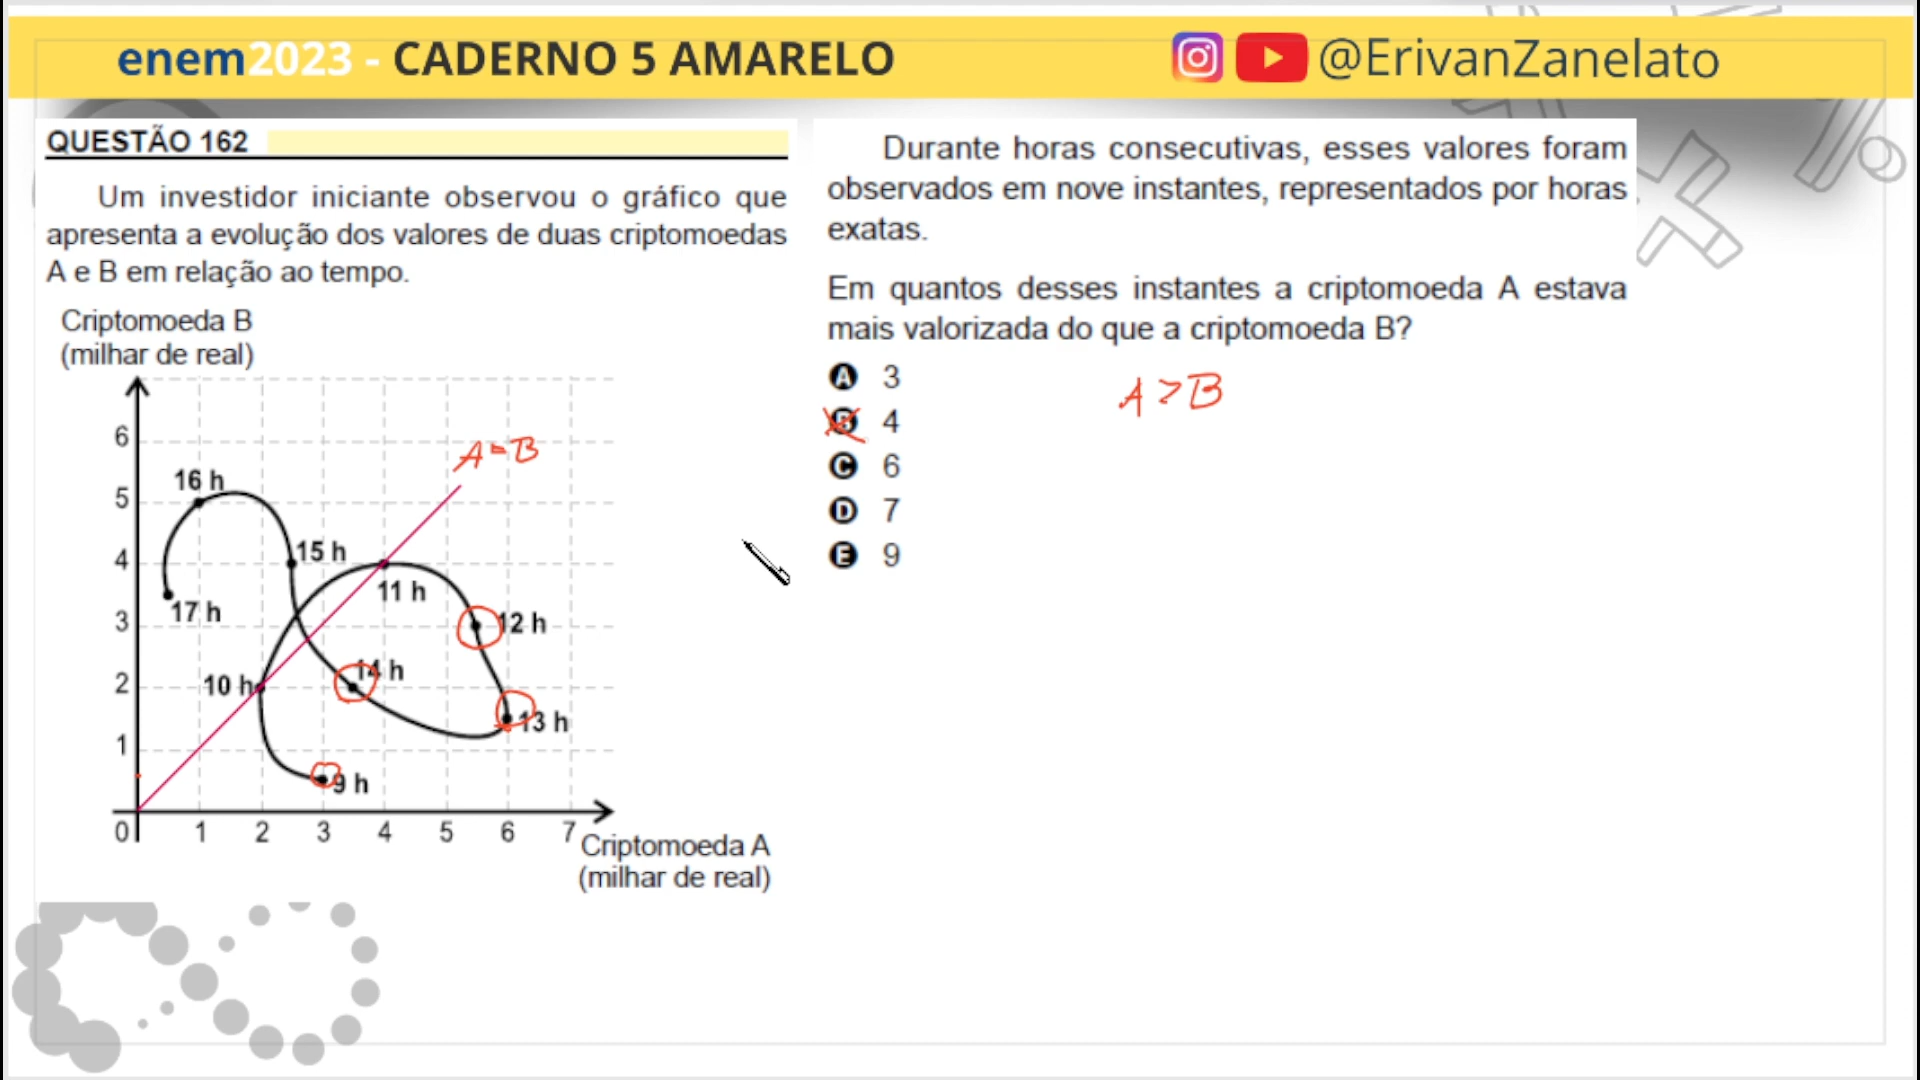 enem2023 - CADERNO 5 AMARELO
@ErivanZanelato
QUESTÃO 162
Um investidor iniciante observou o gráfico que
apresenta a evolução dos valores de duas criptomoedas
A e B em relação ao tempo.
Criptomoeda B
(milhar de real)
6
5
4
3
2
1
0
1
2
3
4
5
6
7
Criptomoeda A
(milhar de real)
A=B
16 h
15 h
17 h
11 h
12 h
14 h
10 h
13 h
9 h
Durante horas consecutivas, esses valores foram
observados em nove instantes, representados por horas
exatas.
Em quantos desses instantes a criptomoeda A estava
mais valorizada do que a criptomoeda B?
A 3
B 4
C 6
D 7
E 9
A > B